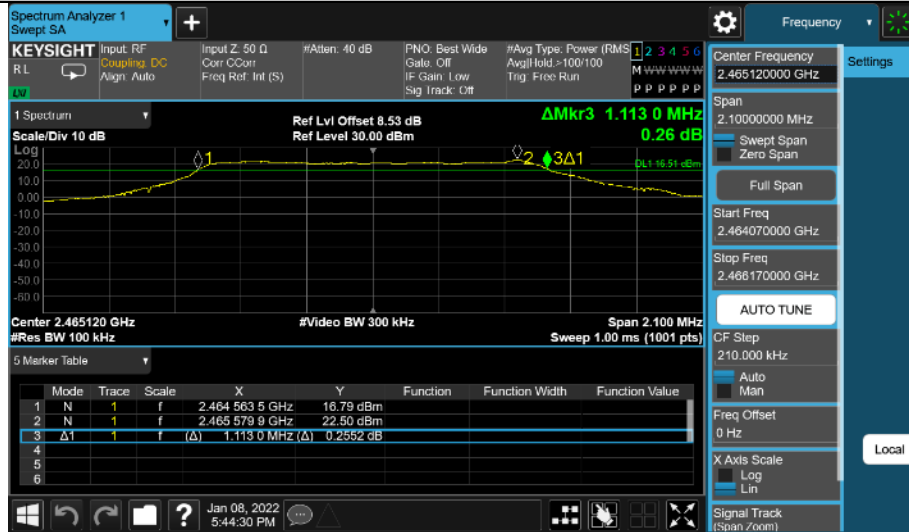 Spectrum Analyzer 1
Swept SA
Frequency
KEYSIGHT Input: RF Input Z: 50 Ω #Atten: 40 dB PNO: Best Wide #Avg Type: Power (RMS 1 2 3 4 5 6
RL Coupling: DC Corr CCorr Gate: Off Avg|Hold:>100/100 M W W W W W
Align: Auto Freq Ref: Int (S) IF Gain: Low Trig: Free Run
LXI Sig Track: Off P P P P P P
1 Spectrum
Ref Lvl Offset 8.53 dB ΔMkr3 1.113 0 MHz
Scale/Div 10 dB Ref Level 30.00 dBm 0.26 dB
Log
20.0
10.0
0.00
-10.0
-20.0
-30.0
-40.0
-50.0
-60.0
1
2
3Δ1
DL1 16.51 dBm
Center 2.465120 GHz #Video BW 300 kHz Span 2.100 MHz
#Res BW 100 kHz Sweep 1.00 ms (1001 pts)
5 Marker Table
Mode Trace Scale X Y Function Function Width Function Value
1 N 1 f 2.464 563 5 GHz 16.79 dBm
2 N 1 f 2.465 579 9 GHz 22.50 dBm
3 Δ1 1 f (Δ) 1.113 0 MHz (Δ) 0.2552 dB
4
5
6
Jan 08, 2022
5:44:30 PM
Center Frequency
2.465120000 GHz
Settings
Span
2.10000000 MHz
Swept Span
Zero Span
Full Span
Start Freq
2.464070000 GHz
Stop Freq
2.466170000 GHz
AUTO TUNE
CF Step
210.000 kHz
Auto
Man
Freq Offset
0 Hz
Local
X Axis Scale
Log
Lin
Signal Track
(Span Zoom)